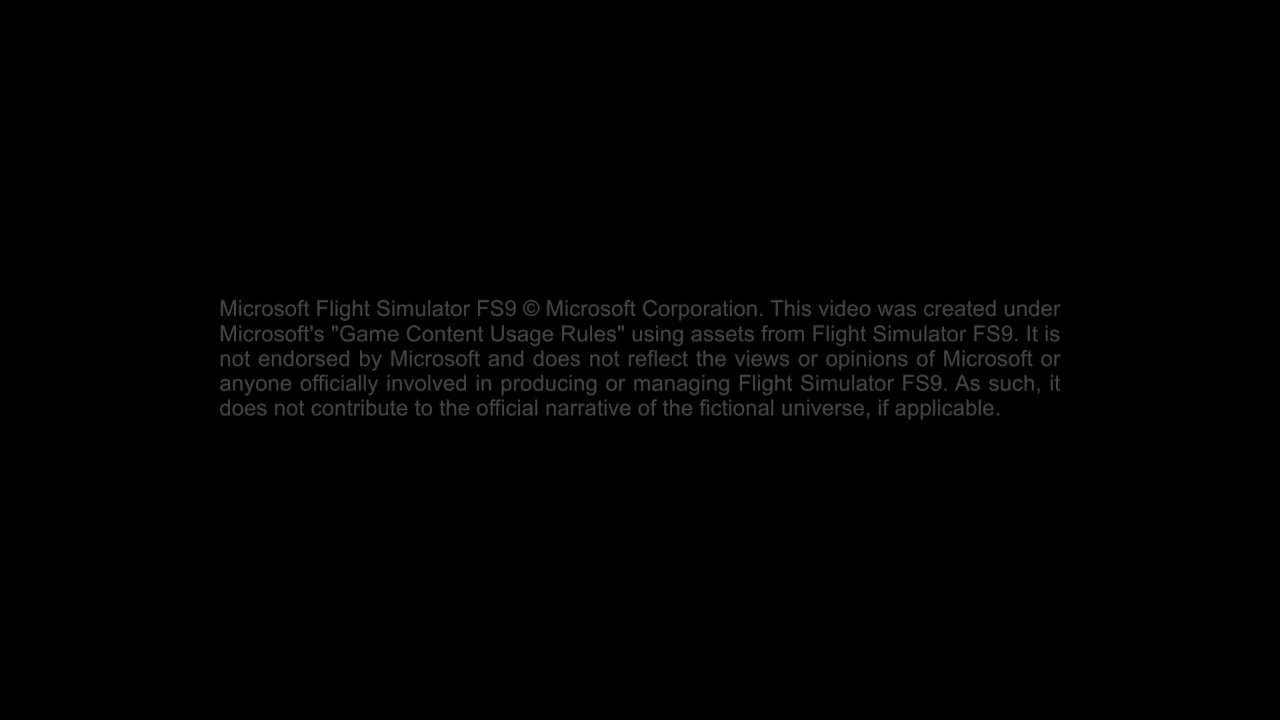 Microsoft Flight Simulator FS9 © Microsoft Corporation. This video was created under
Microsoft's "Game Content Usage Rules" using assets from Flight Simulator FS9. It is
not endorsed by Microsoft and does not reflect the views or opinions of Microsoft or
anyone officially involved in producing or managing Flight Simulator FS9. As such, it
does not contribute to the official narrative of the fictional universe, if applicable.